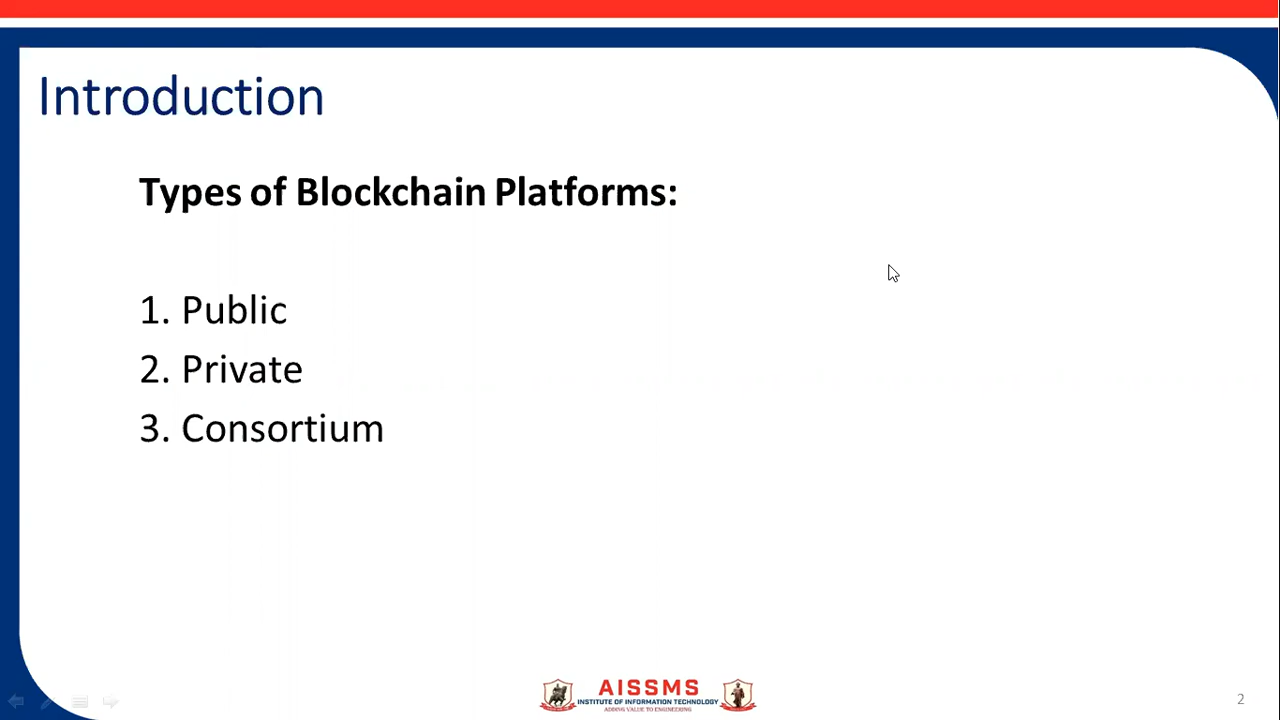 Introduction
Types of Blockchain Platforms:
1. Public
2. Private
3. Consortium
AISSMS
INSTITUTE OF INFORMATION TECHNOLOGY
ADDING VALUE TO ENGINEERING
2